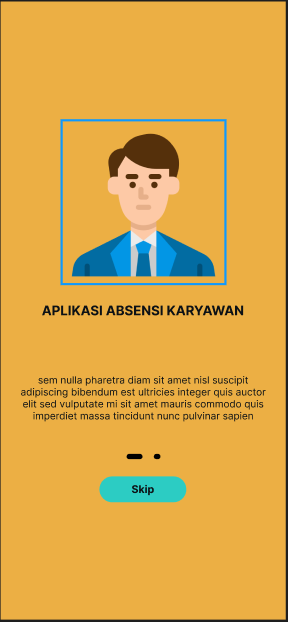 APLIKASI ABSENSI KARYAWAN
sem nulla pharetra diam sit amet nisl suscipit
adipiscing bibendum est ultricies integer quis auctor
elit sed vulputate mi sit amet mauris commodo quis
imperdiet massa tincidunt nunc pulvinar sapien
Skip